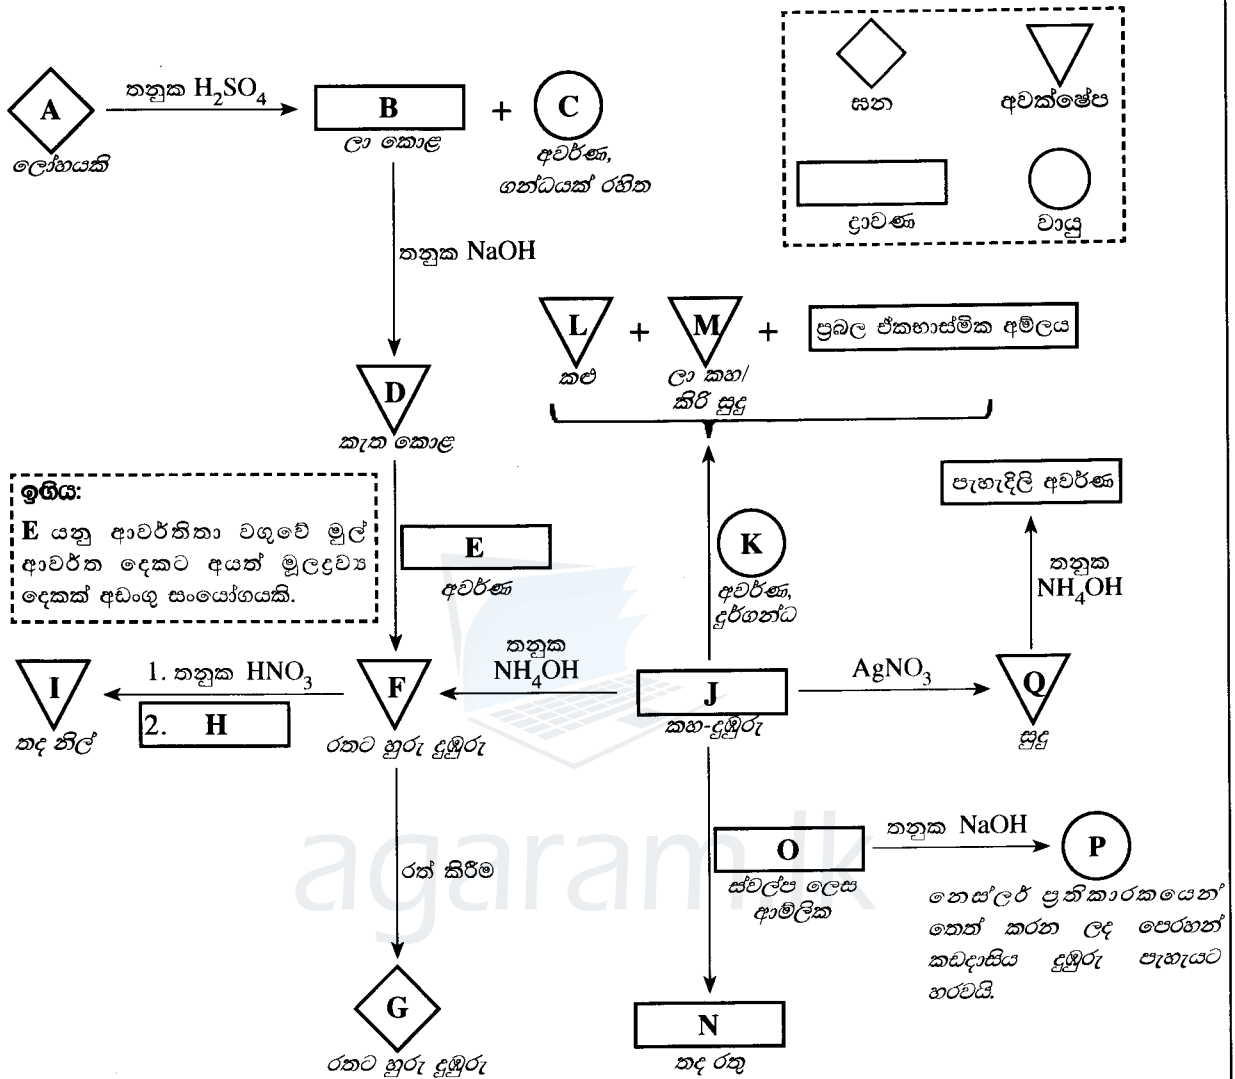 ඝන
අවක්ෂේප
ද්‍රාවණ
වායු
A
ලෝහයකි
තනුක H₂SO₄
B
ලා කොළ
+
C
අවර්ණ,
ගන්ධයක් රහිත
තනුක NaOH
L
කළු
+
M
ලා කහ/
කිරි සුදු
+
ප්‍රබල ඒකභාස්මික අම්ලය
D
කැත කොළ
ඉඟිය:
E යනු ආවර්තිතා වගුවේ මුල්
ආවර්ත දෙකට අයත් මූලද්‍රව්‍ය
දෙකක් අඩංගු සංයෝගයකි.
E
අවර්ණ
K
අවර්ණ,
දුර්ගන්ධ
පැහැදිලි අවර්ණ
තනුක
NH₄OH
I
තද නිල්
1. තනුක HNO₃
2. H
F
රතට හුරු දුඹුරු
තනුක
NH₄OH
J
කහ-දුඹුරු
AgNO₃
Q
සුදු
රත් කිරීම
O
ස්වල්ප ලෙස
ආම්ලික
තනුක NaOH
P
නෙස්ලර් ප්‍රතිකාරකයෙන්
තෙත් කරන ලද පෙරහන්
කඩදාසිය දුඹුරු පැහැයට
හරවයි.
G
රතට හුරු දුඹුරු
N
තද රතු
agaram.lk